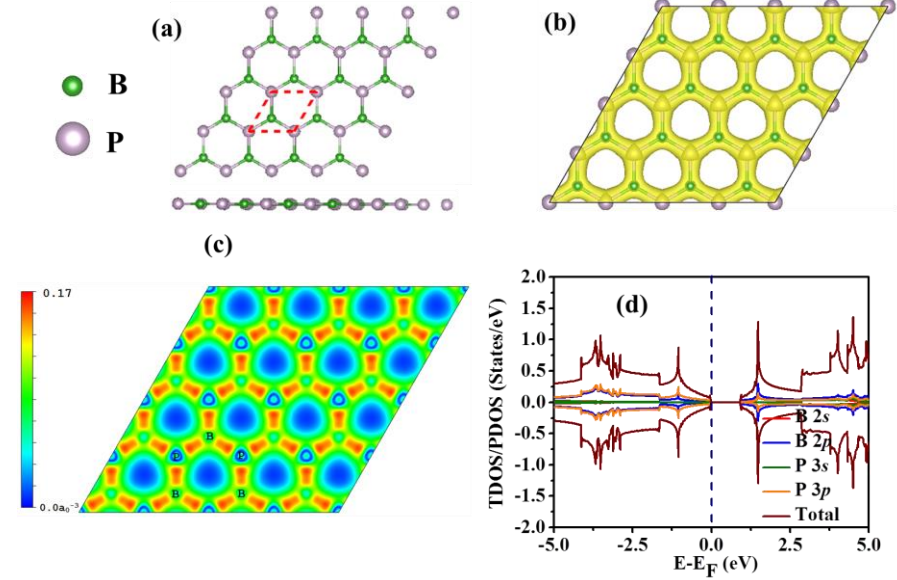 (a)
B
P
(b)
(c)
0.17
0.0a₀⁻³
B
P P
B B
(d)
TDOS/PDOS (States/eV)
2.0
1.5
1.0
0.5
0.0
-0.5
-1.0
-1.5
-2.0
B 2s
B 2p
P 3s
P 3p
Total
-5.0 -2.5 0.0 2.5 5.0
E-E_F (eV)